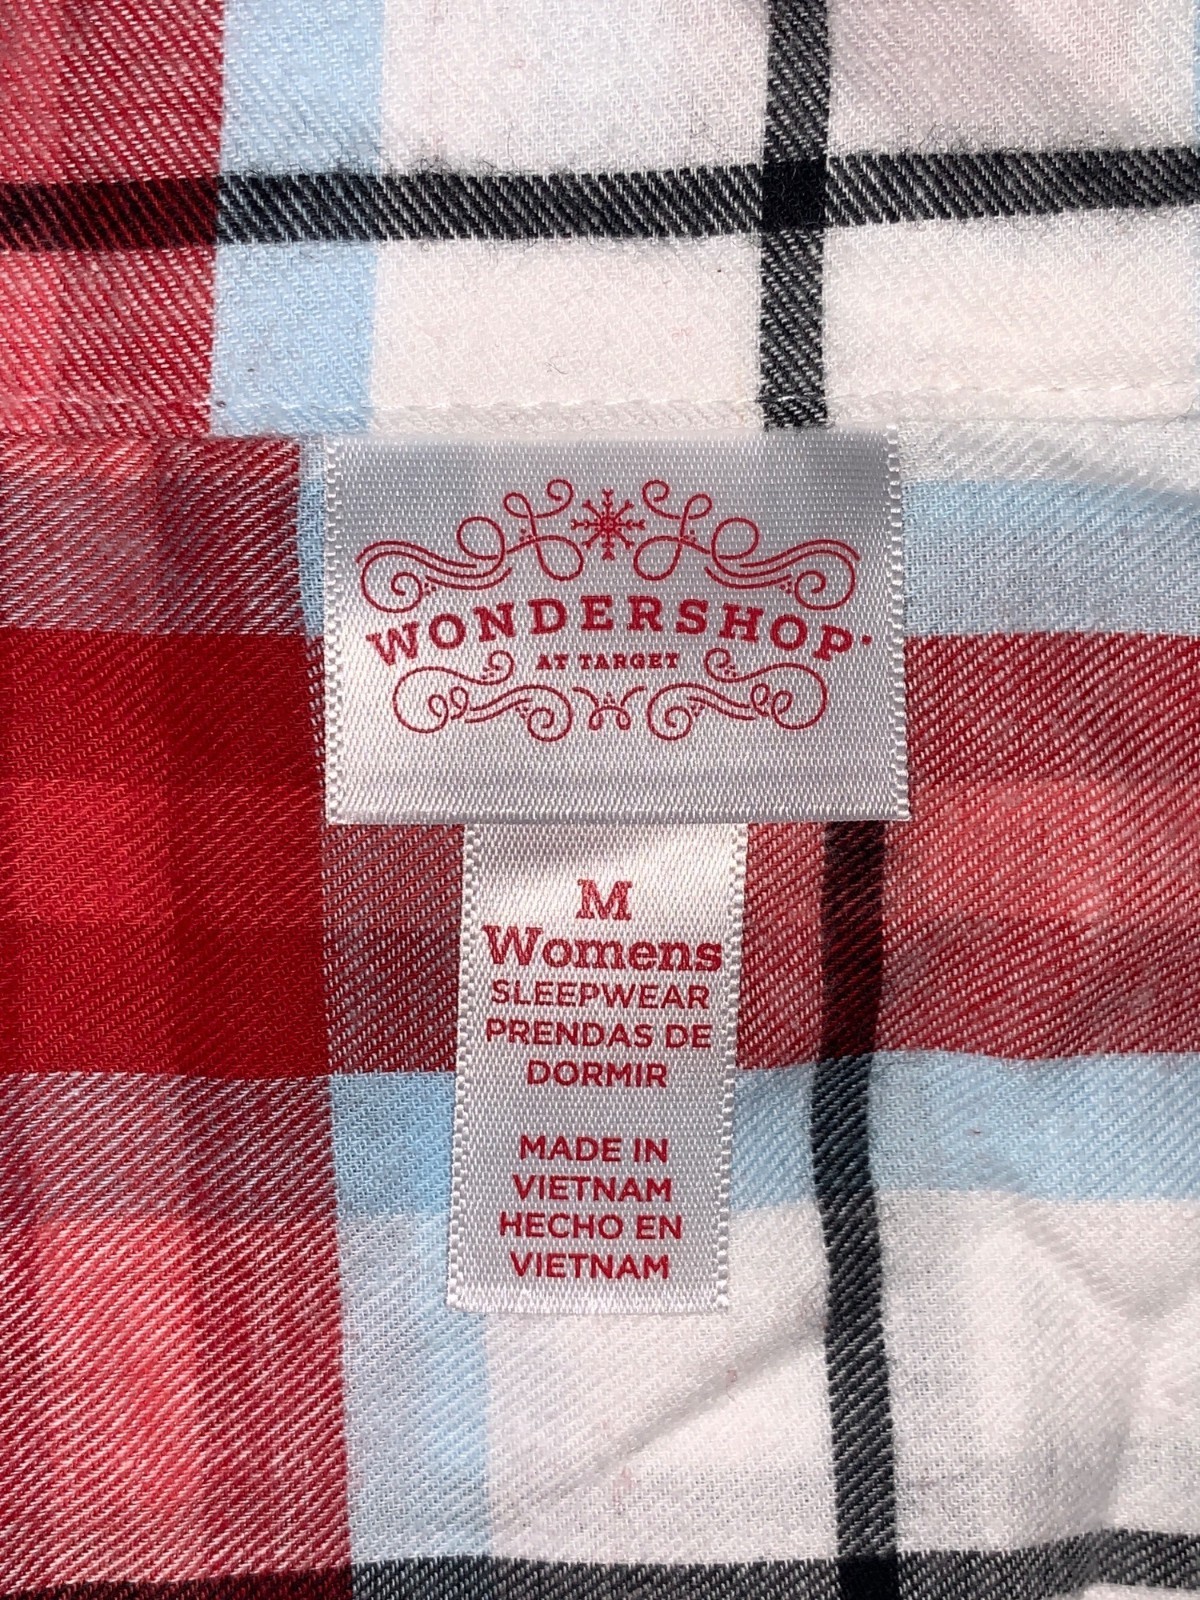 WONDERSHOP
AT TARGET
M
Womens
SLEEPWEAR
PRENDAS DE
DORMIR
MADE IN
VIETNAM
HECHO EN
VIETNAM